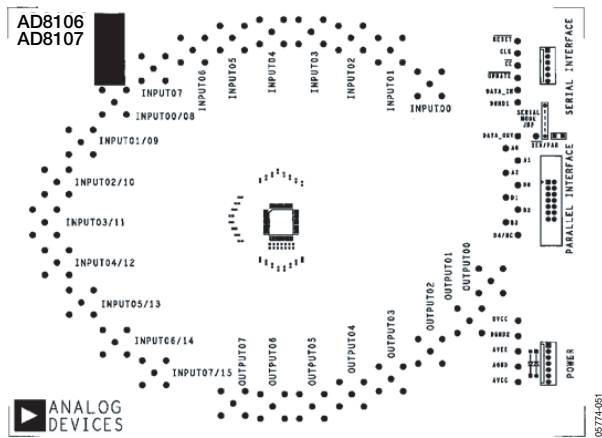 AD8106
AD8107
INPUT07
INPUT06
INPUT05
INPUT04
INPUT03
INPUT02
INPUT01
INPUT00
INPUT00/08
INPUT01/09
INPUT02/10
INPUT03/11
INPUT04/12
INPUT05/13
INPUT06/14
INPUT07/15
OUTPUT07
OUTPUT06
OUTPUT05
OUTPUT04
OUTPUT03
OUTPUT02
OUTPUT01
OUTPUT00
RESET
CLK
CE
UPDATE
DATA_IN
DGND1
SERIAL
MODE
JMP
DATA_OUT
SER/PAR
A0
A1
A2
D0
D1
D2
D3
D4/NC
SERIAL INTERFACE
PARALLEL INTERFACE
DVCC
DGND2
AVEE
AGND
AVCC
POWER
ANALOG
DEVICES
05774-051